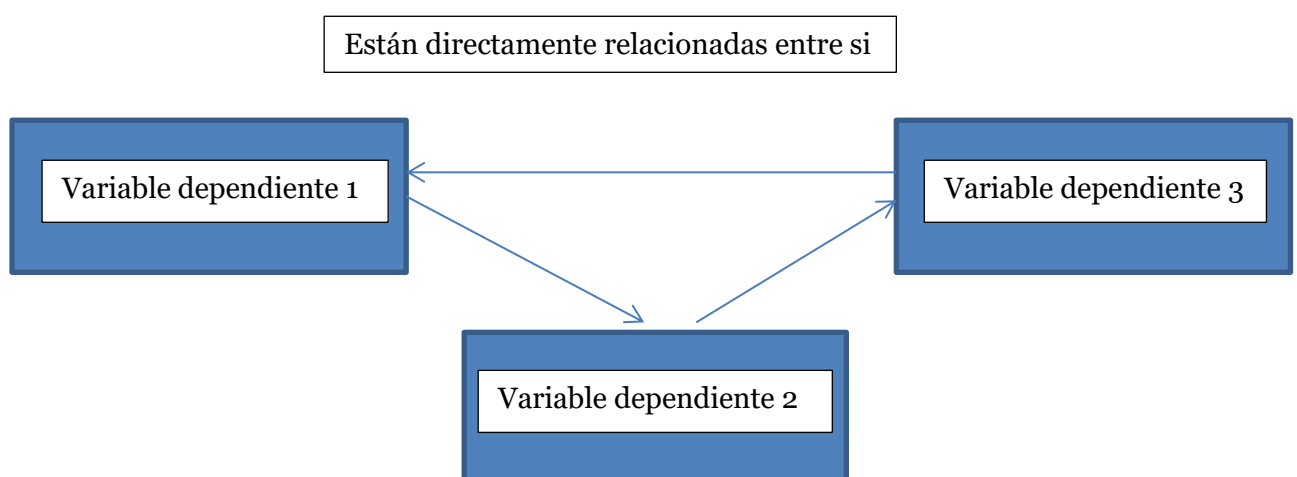 Están directamente relacionadas entre si
Variable dependiente 1
Variable dependiente 3
Variable dependiente 2